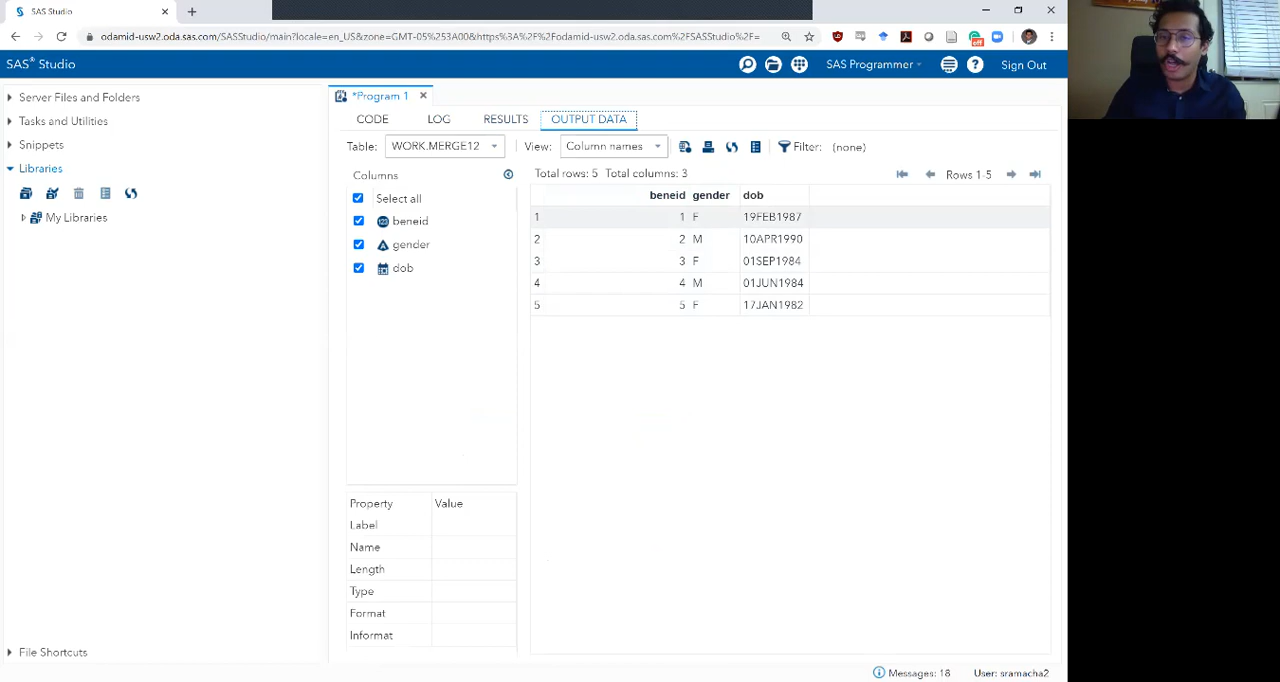 SAS Studio
odamid-usw2.oda.sas.com/SASStudio/main?locale=en_US&zone=GMT-05%253A00&https%3A%2F%2Fodamid-usw2.oda.sas.com%2FSASStudio%2F=
SAS® Studio
SAS Programmer
Sign Out
Server Files and Folders
Tasks and Utilities
Snippets
Libraries
My Libraries
File Shortcuts
*Program 1
CODE LOG RESULTS OUTPUT DATA
Table: WORK.MERGE12 View: Column names Filter: (none)
Columns
Select all
beneid
gender
dob
Property Value
Label
Name
Length
Type
Format
Informat
Total rows: 5 Total columns: 3 Rows 1-5
beneid gender dob
1 1 F 19FEB1987
2 2 M 10APR1990
3 3 F 01SEP1984
4 4 M 01JUN1984
5 5 F 17JAN1982
Messages: 18 User: sramacha2